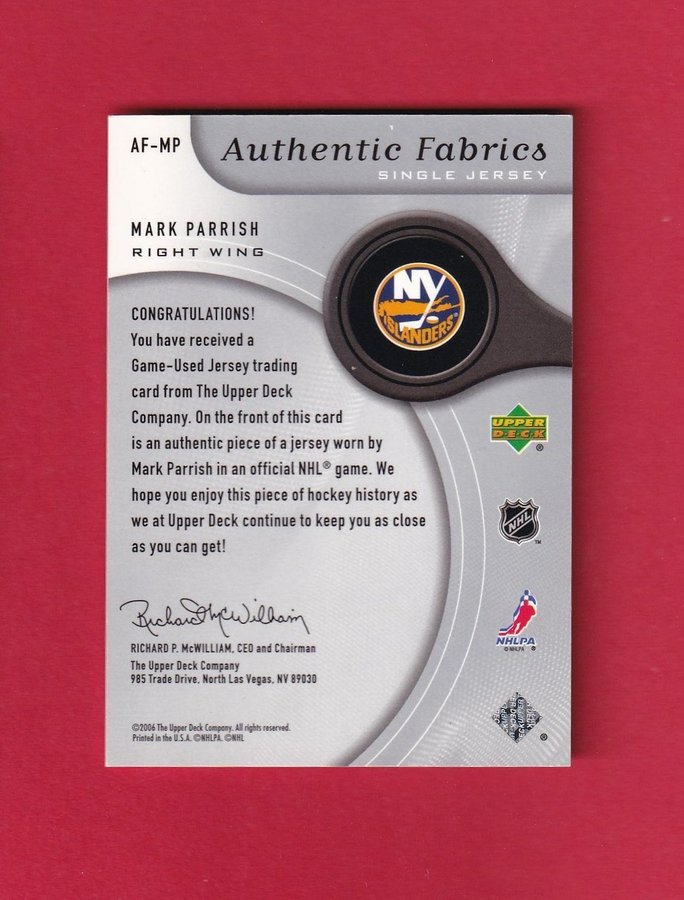 AF-MP
Authentic Fabrics
SINGLE JERSEY
MARK PARRISH
RIGHT WING
NY
ISLANDERS
CONGRATULATIONS!
You have received a
Game-Used Jersey trading
card from The Upper Deck
Company. On the front of this card
is an authentic piece of a jersey worn by
Mark Parrish in an official NHL® game. We
hope you enjoy this piece of hockey history as
we at Upper Deck continue to keep you as close
as you can get!
UPPER
DECK
®
NHL
™
NHLPA
©NHLPA ®
Richard McWilliam
RICHARD P. McWILLIAM, CEO and Chairman
The Upper Deck Company
985 Trade Drive, North Las Vegas, NV 89030
©2006 The Upper Deck Company. All rights reserved.
Printed in the U.S.A. ©NHLPA. ©NHL
®